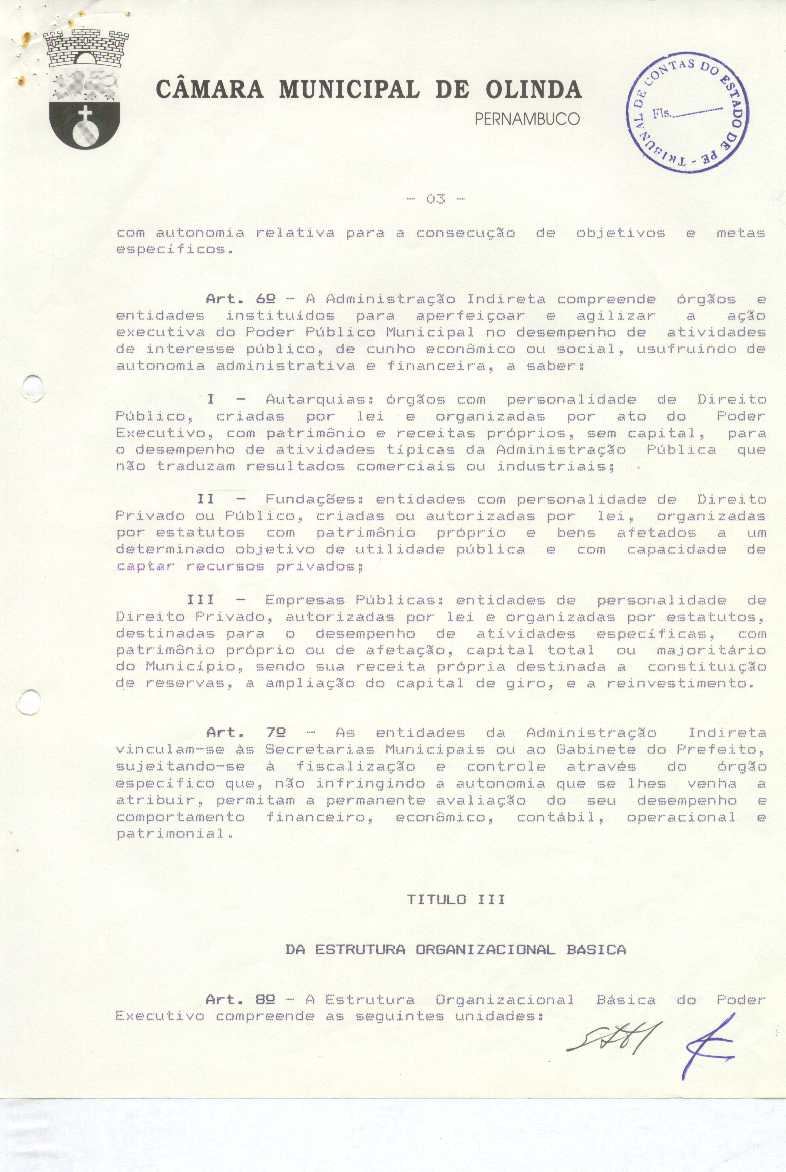 CÂMARA MUNICIPAL DE OLINDA
PERNAMBUCO
TRIBUNAL DE CONTAS DO ESTADO DE PE -
Fls.
- 03 -
com autonomia relativa para a consecução de objetivos e metas
específicos.
Art. 6º - A Administração Indireta compreende órgãos e
entidades instituídos para aperfeiçoar e agilizar a ação
executiva do Poder Público Municipal no desempenho de atividades
de interesse público, de cunho econômico ou social, usufruindo de
autonomia administrativa e financeira, a saber:
I - Autarquias: órgãos com personalidade de Direito
Público, criadas por lei e organizadas por ato do Poder
Executivo, com patrimônio e receitas próprios, sem capital, para
o desempenho de atividades típicas da Administração Pública que
não traduzam resultados comerciais ou industriais;
II - Fundações: entidades com personalidade de Direito
Privado ou Público, criadas ou autorizadas por lei, organizadas
por estatutos com patrimônio próprio e bens afetados a um
determinado objetivo de utilidade pública e com capacidade de
captar recursos privados;
III - Empresas Públicas: entidades de personalidade de
Direito Privado, autorizadas por lei e organizadas por estatutos,
destinadas para o desempenho de atividades específicas, com
patrimônio próprio ou de afetação, capital total ou majoritário
do Município, sendo sua receita própria destinada a constituição
de reservas, a ampliação do capital de giro, e a reinvestimento.
Art. 7º - As entidades da Administração Indireta
vinculam-se às Secretarias Municipais ou ao Gabinete do Prefeito,
sujeitando-se à fiscalização e controle através do órgão
específico que, não infringindo a autonomia que se lhes venha a
atribuir, permitam a permanente avaliação do seu desempenho e
comportamento financeiro, econômico, contábil, operacional e
patrimonial.
TITULO III
DA ESTRUTURA ORGANIZACIONAL BÁSICA
Art. 8º - A Estrutura Organizacional Básica do Poder
Executivo compreende as seguintes unidades: